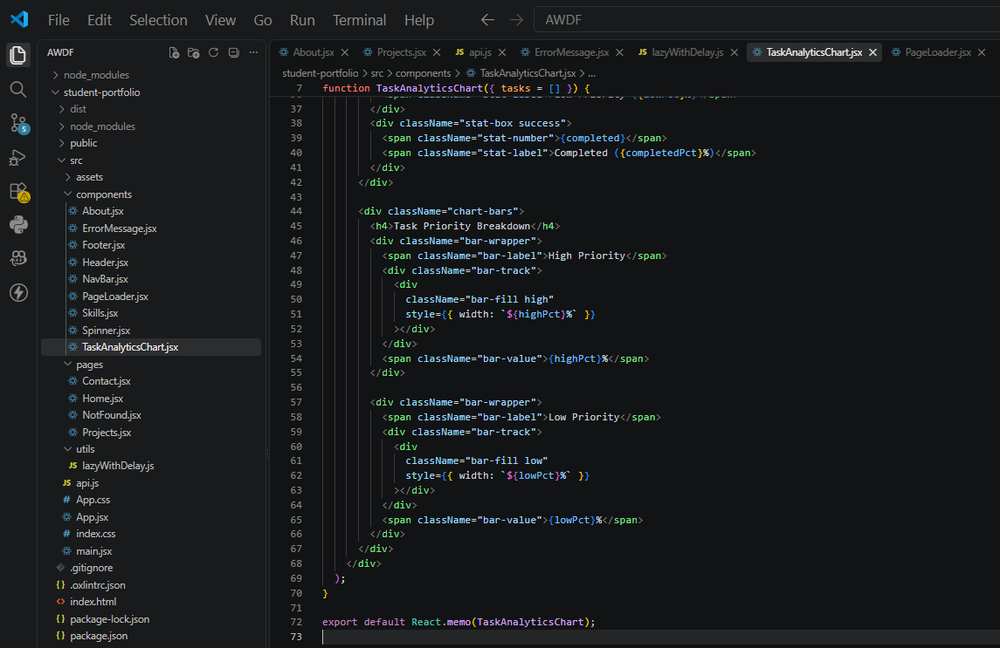 File Edit Selection View Go Run Terminal Help AWDF
AWDF
node_modules
student-portfolio
dist
node_modules
public
src
assets
components
About.jsx
ErrorMessage.jsx
Footer.jsx
Header.jsx
NavBar.jsx
PageLoader.jsx
Skills.jsx
Spinner.jsx
TaskAnalyticsChart.jsx
pages
Contact.jsx
Home.jsx
NotFound.jsx
Projects.jsx
utils
JS lazyWithDelay.js
JS api.js
# App.css
App.jsx
# index.css
main.jsx
.gitignore
{} .oxlintrc.json
<> index.html
{} package-lock.json
{} package.json
About.jsx Projects.jsx JS api.js ErrorMessage.jsx JS lazyWithDelay.js TaskAnalyticsChart.jsx PageLoader.jsx
student-portfolio > src > components > TaskAnalyticsChart.jsx > ...
7 function TaskAnalyticsChart({ tasks = [] }) {
37 </div>
38 <div className="stat-box success">
39 <span className="stat-number">{completed}</span>
40 <span className="stat-label">Completed ({completedPct}%)</span>
41 </div>
42 </div>
43
44 <div className="chart-bars">
45 <h4>Task Priority Breakdown</h4>
46 <div className="bar-wrapper">
47 <span className="bar-label">High Priority</span>
48 <div className="bar-track">
49 <div
50 className="bar-fill high"
51 style={{ width: `${highPct}%` }}
52 ></div>
53 </div>
54 <span className="bar-value">{highPct}%</span>
55 </div>
56
57 <div className="bar-wrapper">
58 <span className="bar-label">Low Priority</span>
59 <div className="bar-track">
60 <div
61 className="bar-fill low"
62 style={{ width: `${lowPct}%` }}
63 ></div>
64 </div>
65 <span className="bar-value">{lowPct}%</span>
66 </div>
67 </div>
68 </div>
69 );
70 }
71
72 export default React.memo(TaskAnalyticsChart);
73